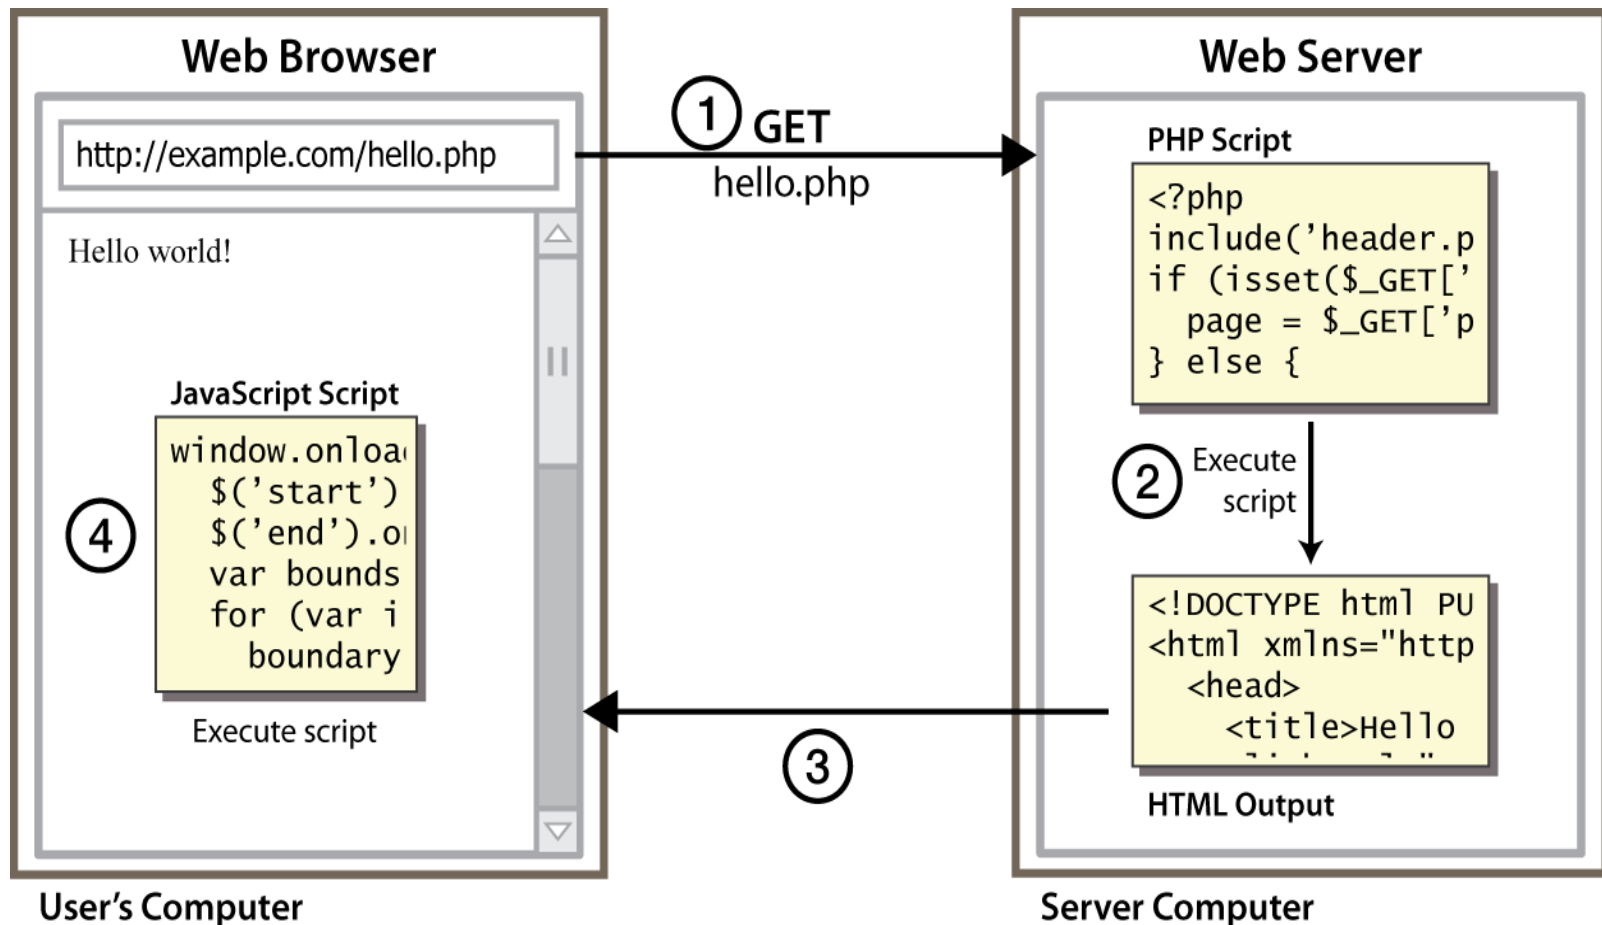 Web Browser
http://example.com/hello.php
Hello world!
JavaScript Script
window.onloa
$('start')
$('end').o
var bounds
for (var i
boundary
4
Execute script
User's Computer
1 GET
hello.php
3
Web Server
PHP Script
<?php
include('header.p
if (isset($_GET['
page = $_GET['p
} else {
2 Execute
script
<!DOCTYPE html PU
<html xmlns="http
<head>
<title>Hello
HTML Output
Server Computer